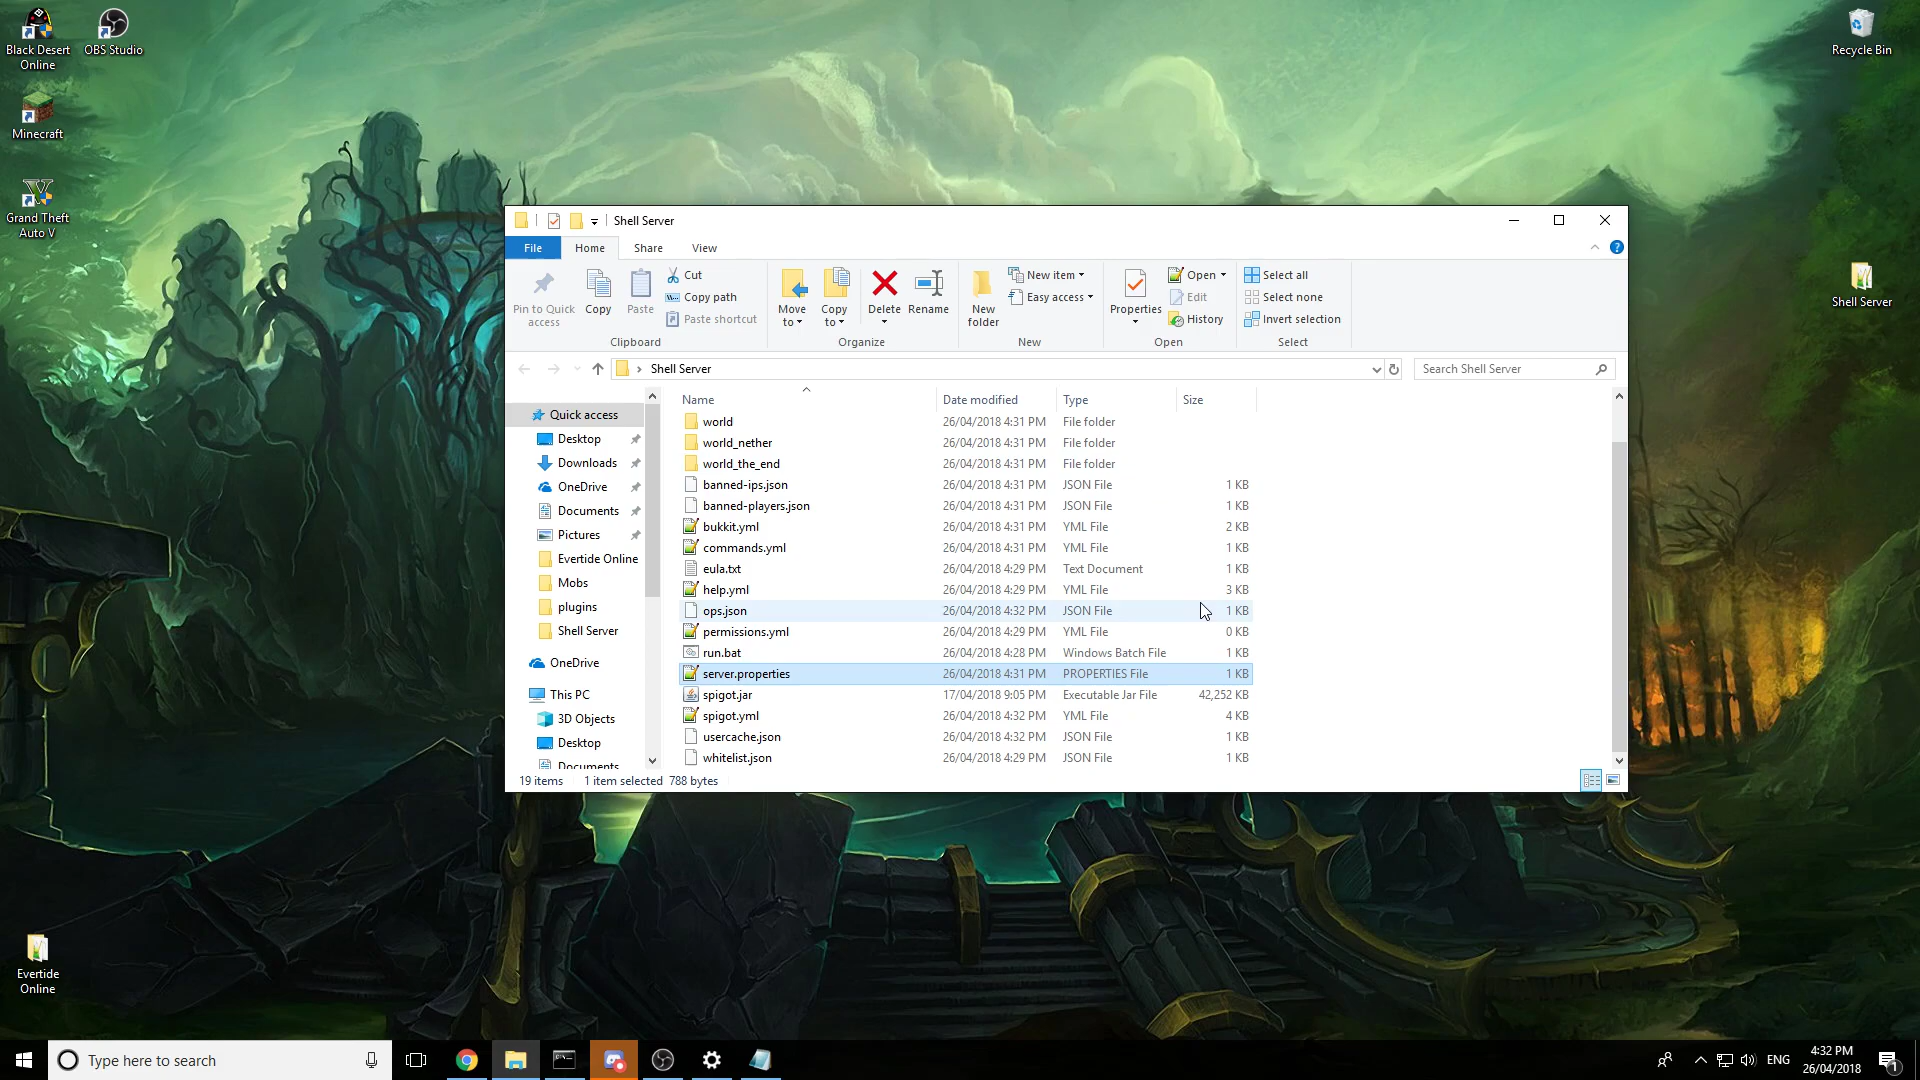 Black Desert
Online
OBS Studio
Minecraft
Grand Theft
Auto V
Recycle Bin
Shell Server
Evertide
Online
Shell Server
File
Home
Share
View
Pin to Quick
access
Copy
Paste
Cut
Copy path
Paste shortcut
Clipboard
Move
to
Copy
to
Delete
Rename
Organize
New
folder
New item
Easy access
New
Properties
Open
Edit
History
Open
Select all
Select none
Invert selection
Select
Shell Server
Search Shell Server
Quick access
Desktop
Downloads
OneDrive
Documents
Pictures
Evertide Online
Mobs
plugins
Shell Server
OneDrive
This PC
3D Objects
Desktop
Documents
Name Date modified Type Size
world 26/04/2018 4:31 PM File folder
world_nether 26/04/2018 4:31 PM File folder
world_the_end 26/04/2018 4:31 PM File folder
banned-ips.json 26/04/2018 4:31 PM JSON File 1 KB
banned-players.json 26/04/2018 4:31 PM JSON File 1 KB
bukkit.yml 26/04/2018 4:31 PM YML File 2 KB
commands.yml 26/04/2018 4:31 PM YML File 1 KB
eula.txt 26/04/2018 4:29 PM Text Document 1 KB
help.yml 26/04/2018 4:29 PM YML File 3 KB
ops.json 26/04/2018 4:32 PM JSON File 1 KB
permissions.yml 26/04/2018 4:29 PM YML File 0 KB
run.bat 26/04/2018 4:28 PM Windows Batch File 1 KB
server.properties 26/04/2018 4:31 PM PROPERTIES File 1 KB
spigot.jar 17/04/2018 9:05 PM Executable Jar File 42,252 KB
spigot.yml 26/04/2018 4:32 PM YML File 4 KB
usercache.json 26/04/2018 4:32 PM JSON File 1 KB
whitelist.json 26/04/2018 4:29 PM JSON File 1 KB
19 items 1 item selected 788 bytes
Type here to search
ENG
4:32 PM
26/04/2018
1